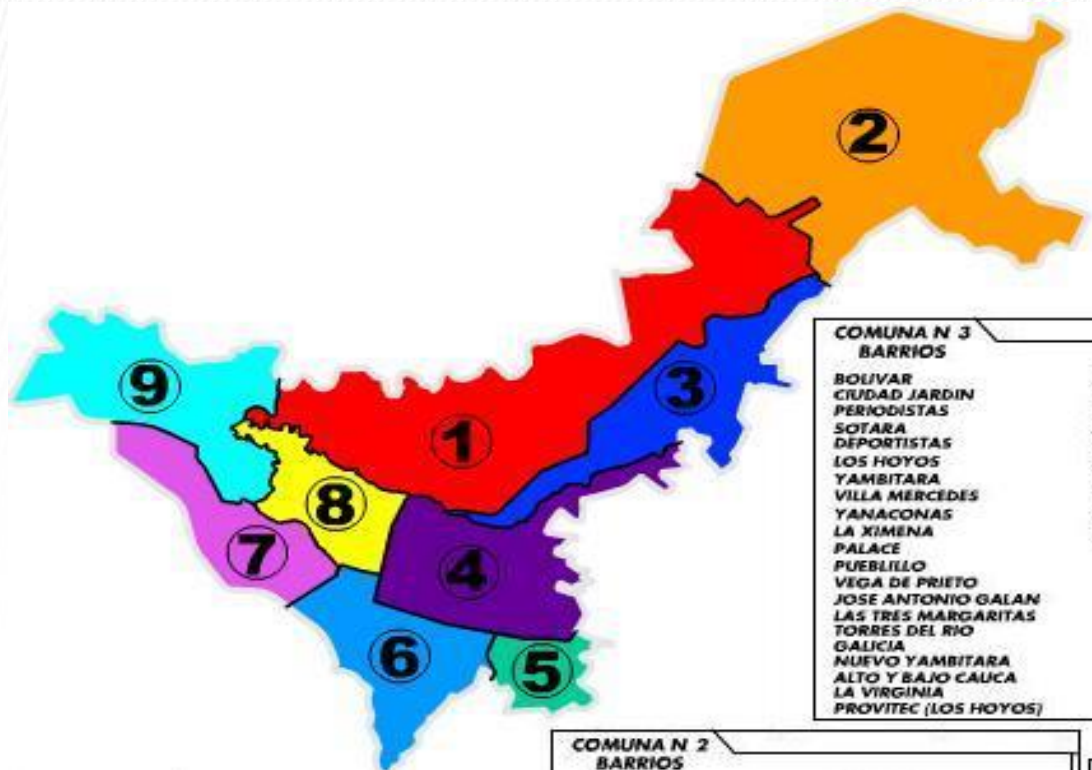 2
1
3
9
8
7
4
6
5
COMUNA N 3
BARRIOS
BOLIVAR
CIUDAD JARDIN
PERIODISTAS
SOTARA
DEPORTISTAS
LOS HOYOS
YAMBITARA
VILLA MERCEDES
YANACONAS
LA XIMENA
PALACE
PUEBLILLO
VEGA DE PRIETO
JOSE ANTONIO GALAN
LAS TRES MARGARITAS
TORRES DEL RIO
GALICIA
NUEVO YAMBITARA
ALTO Y BAJO CAUCA
LA VIRGINIA
PROVITEC (LOS HOYOS)
COMUNA N 2
BARRIOS